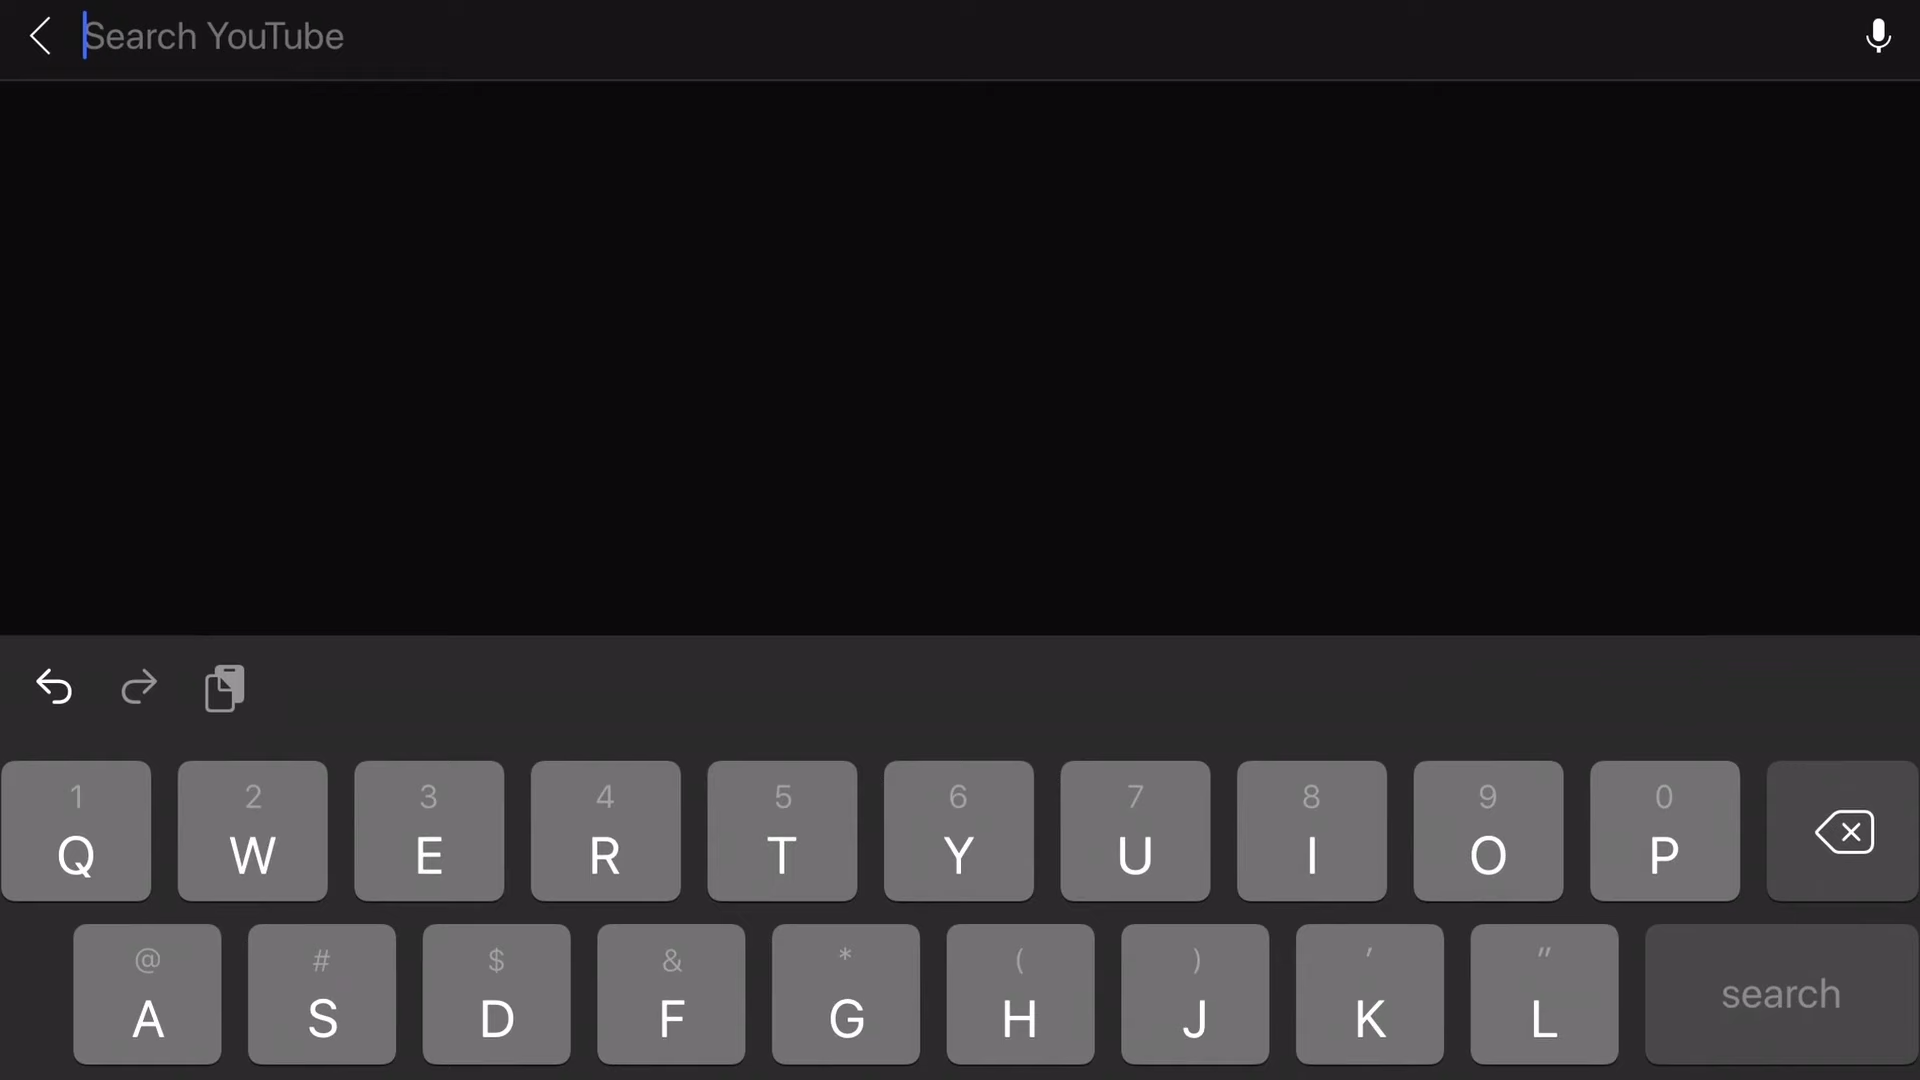 Search YouTube
1 2 3 4 5 6 7 8 9 0
Q W E R T Y U I O P
@ # $ & * ( ) ' "
A S D F G H J K L search